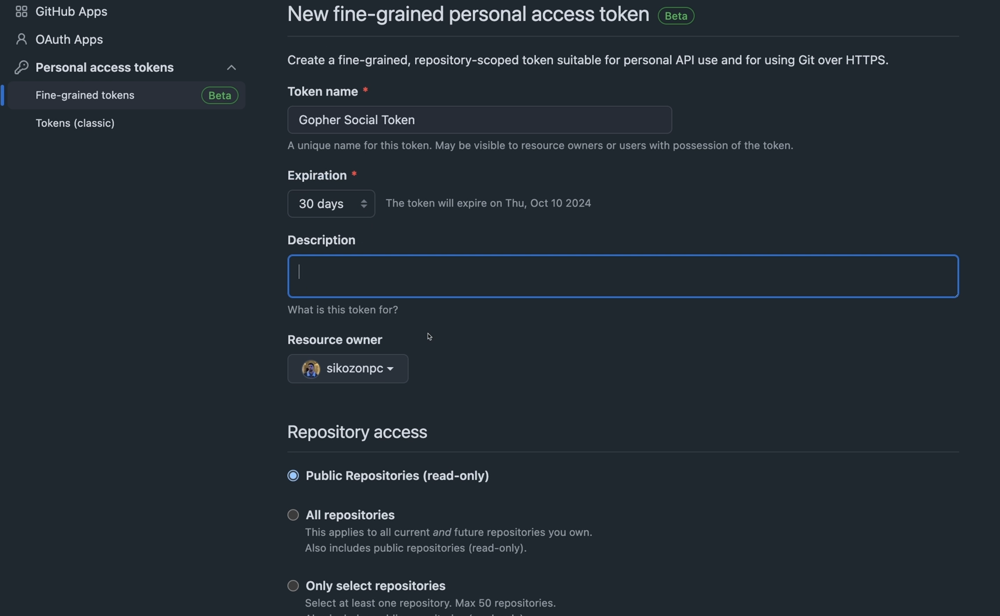 GitHub Apps
OAuth Apps
Personal access tokens
Fine-grained tokens Beta
Tokens (classic)
New fine-grained personal access token Beta
Create a fine-grained, repository-scoped token suitable for personal API use and for using Git over HTTPS.
Token name *
Gopher Social Token
A unique name for this token. May be visible to resource owners or users with possession of the token.
Expiration *
30 days The token will expire on Thu, Oct 10 2024
Description
What is this token for?
Resource owner
sikozonpc
Repository access
Public Repositories (read-only)
All repositories
This applies to all current and future repositories you own.
Also includes public repositories (read-only).
Only select repositories
Select at least one repository. Max 50 repositories.